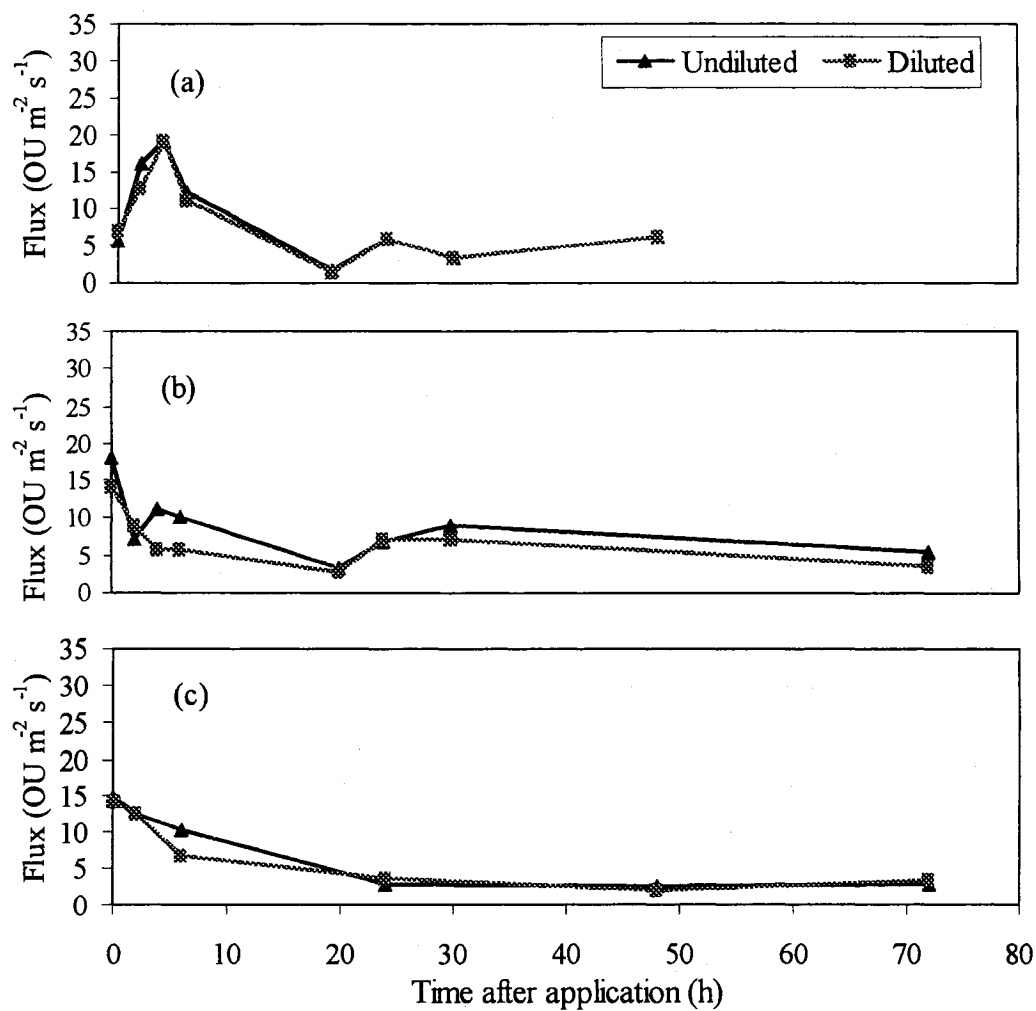 35
30
25
20
15
10
5
0
Flux (OU m⁻² s⁻¹)
(a)
Undiluted
Diluted
35
30
25
20
15
10
5
0
Flux (OU m⁻² s⁻¹)
(b)
35
30
25
20
15
10
5
0
Flux (OU m⁻² s⁻¹)
(c)
0 10 20 30 40 50 60 70 80
Time after application (h)